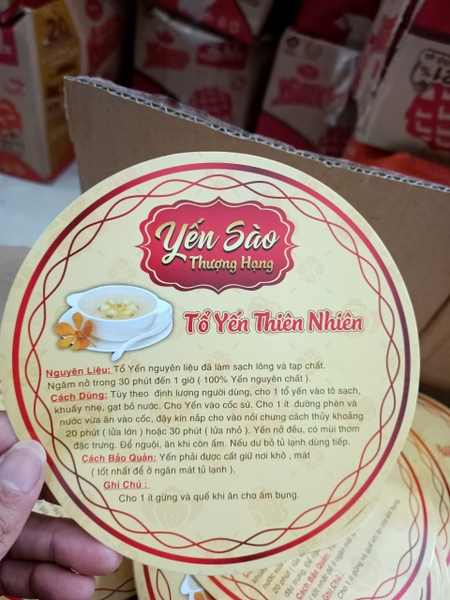 Yến Sào
Thượng Hạng
Tổ Yến Thiên Nhiên
Nguyên Liệu: Tổ Yến nguyên liệu đã làm sạch lông và tạp chất.
Ngâm nở trong 30 phút đến 1 giờ ( 100% Yến nguyên chất ).
Cách Dùng: Tùy theo định lượng người dùng, cho 1 tổ yến vào tô sạch,
khuấy nhẹ, gạt bỏ nước. Cho Yến vào cốc sứ. Cho 1 ít đường phèn và
nước vừa ăn vào cốc, đậy kín nắp cho vào nồi chưng cách thủy khoảng
20 phút ( lửa lớn ) hoặc 30 phút ( lửa nhỏ ). Yến nở đều, có mùi thơm
đặc trưng. Để nguội, ăn khi còn ấm. Nếu dư bỏ tủ lạnh dùng tiếp.
Cách Bảo Quản: Yến phải được cất giữ nơi khô , mát
( tốt nhất để ở ngăn mát tủ lạnh ).
Ghi Chú :
Cho 1 ít gừng và quế khi ăn cho ấm bụng.